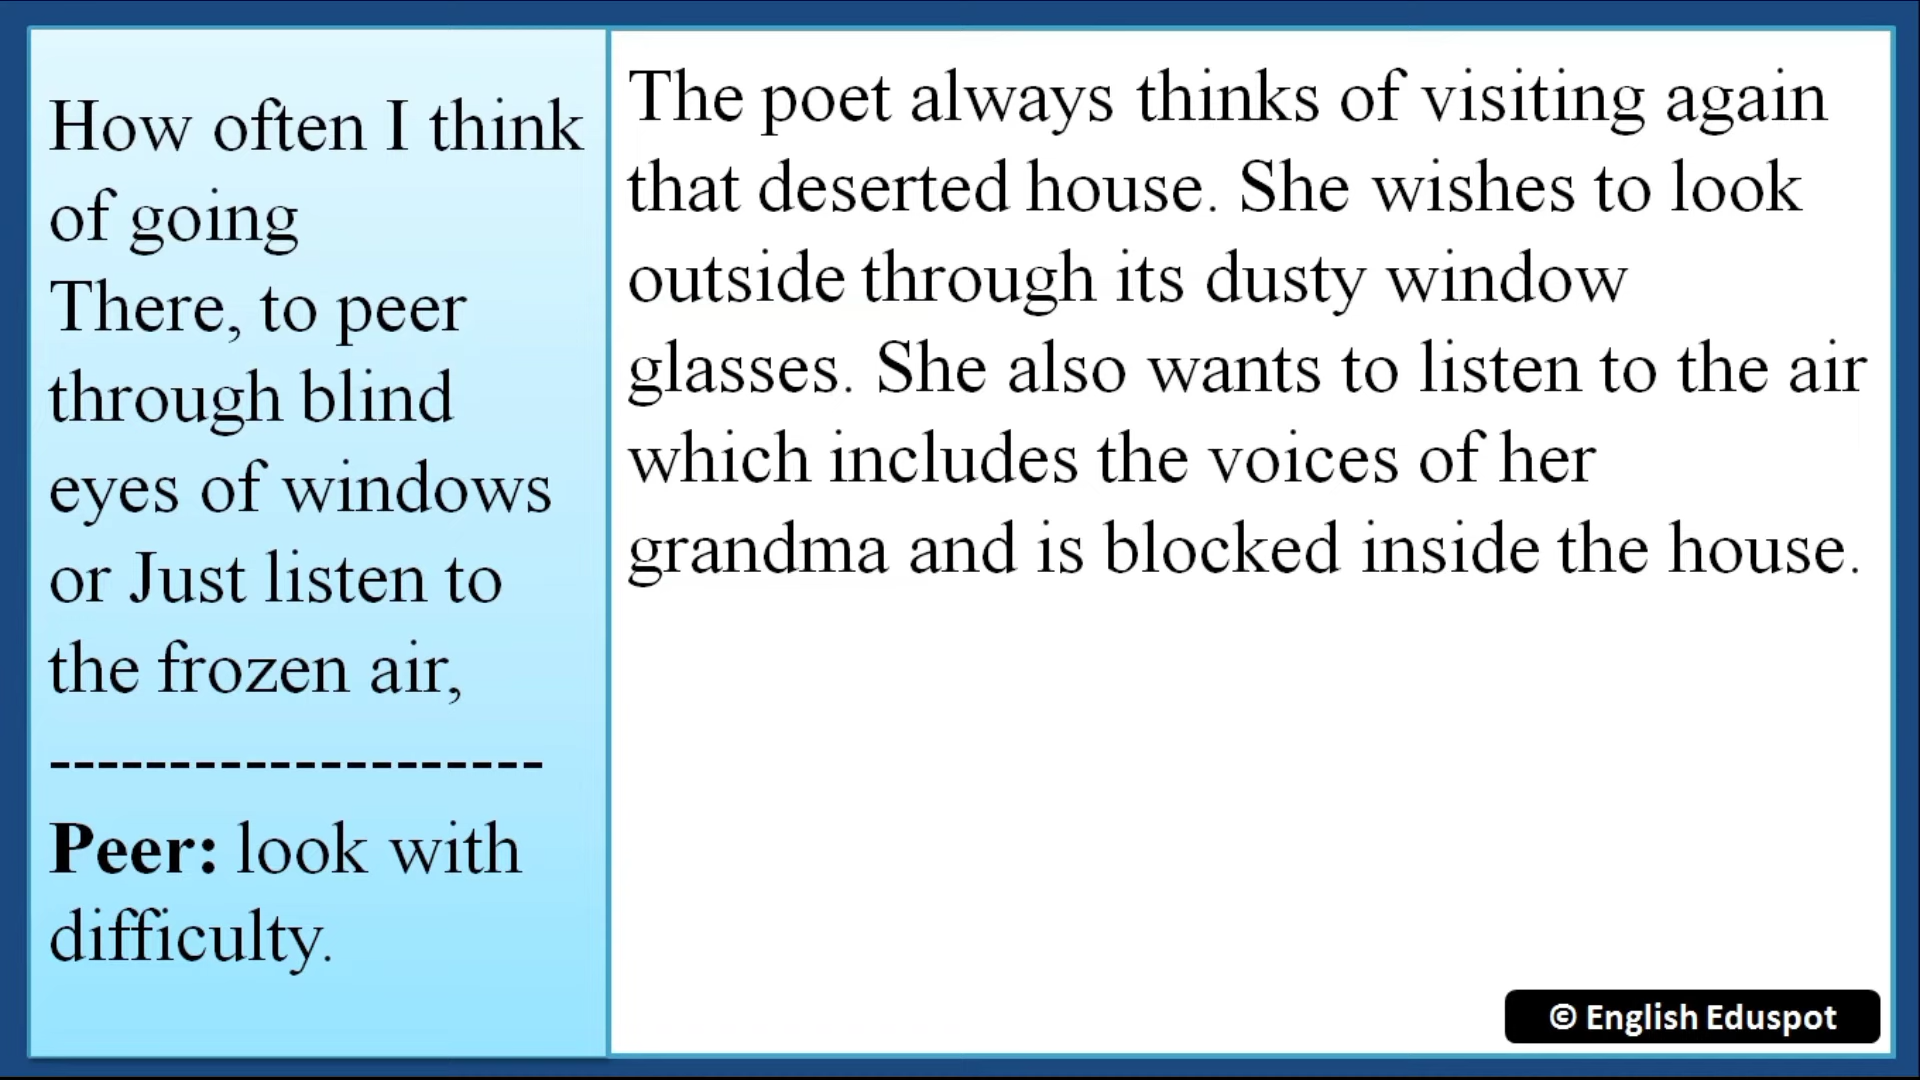 How often I think
of going
There, to peer
through blind
eyes of windows
or Just listen to
the frozen air,
--------------------
Peer: look with
difficulty.
The poet always thinks of visiting again
that deserted house. She wishes to look
outside through its dusty window
glasses. She also wants to listen to the air
which includes the voices of her
grandma and is blocked inside the house.
© English Eduspot